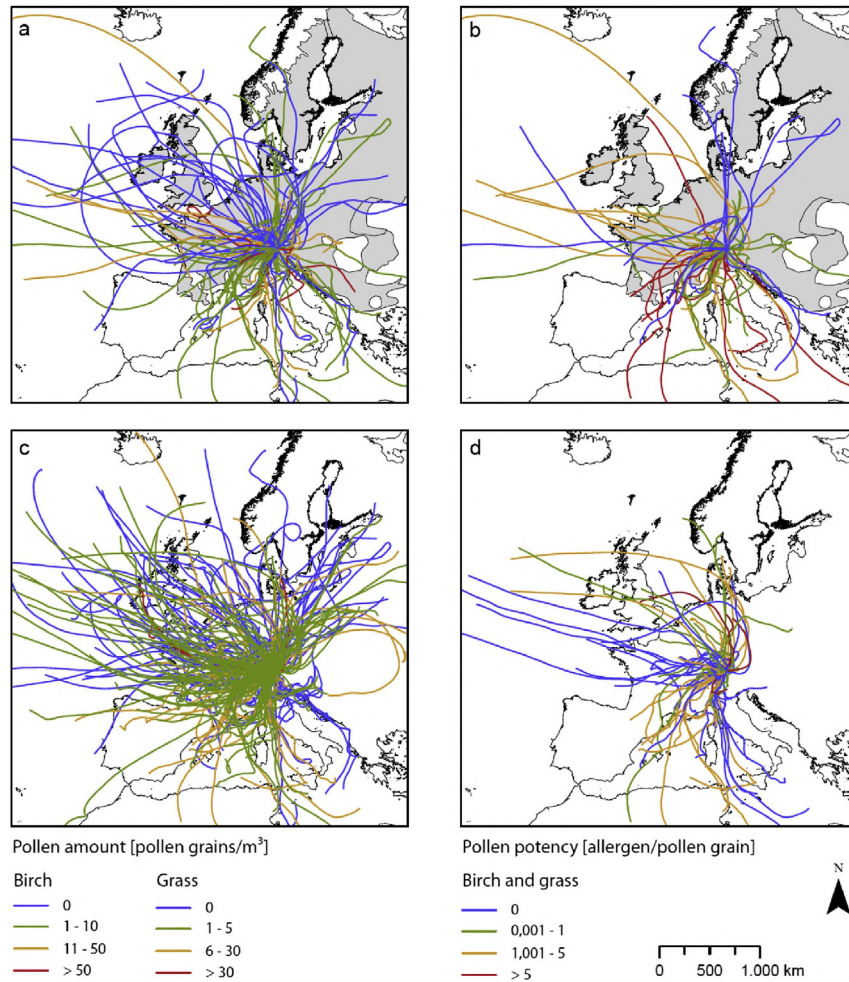 a
b
c
d
Pollen amount [pollen grains/m³]
Birch
0
1 - 10
11 - 50
> 50
Grass
0
1 - 5
6 - 30
> 30
Pollen potency [allergen/pollen grain]
Birch and grass
0
0,001 - 1
1,001 - 5
> 5
N
0 500 1.000 km